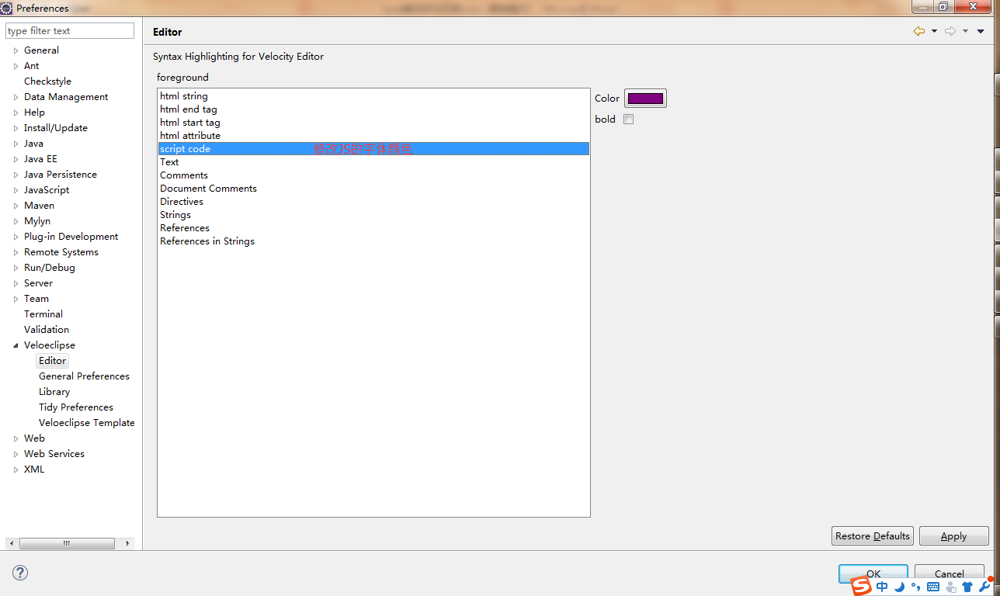 Preferences
type filter text
General
Ant
Checkstyle
Data Management
Help
Install/Update
Java
Java EE
Java Persistence
JavaScript
Maven
Mylyn
Plug-in Development
Remote Systems
Run/Debug
Server
Team
Terminal
Validation
Veloeclipse
Editor
General Preferences
Library
Tidy Preferences
Veloeclipse Template
Web
Web Services
XML
Editor
Syntax Highlighting for Velocity Editor
foreground
html string
html end tag
html start tag
html attribute
script code 修改JS的字体颜色
Text
Comments
Document Comments
Directives
Strings
References
References in Strings
Color
bold
Restore Defaults
Apply
OK
Cancel
中